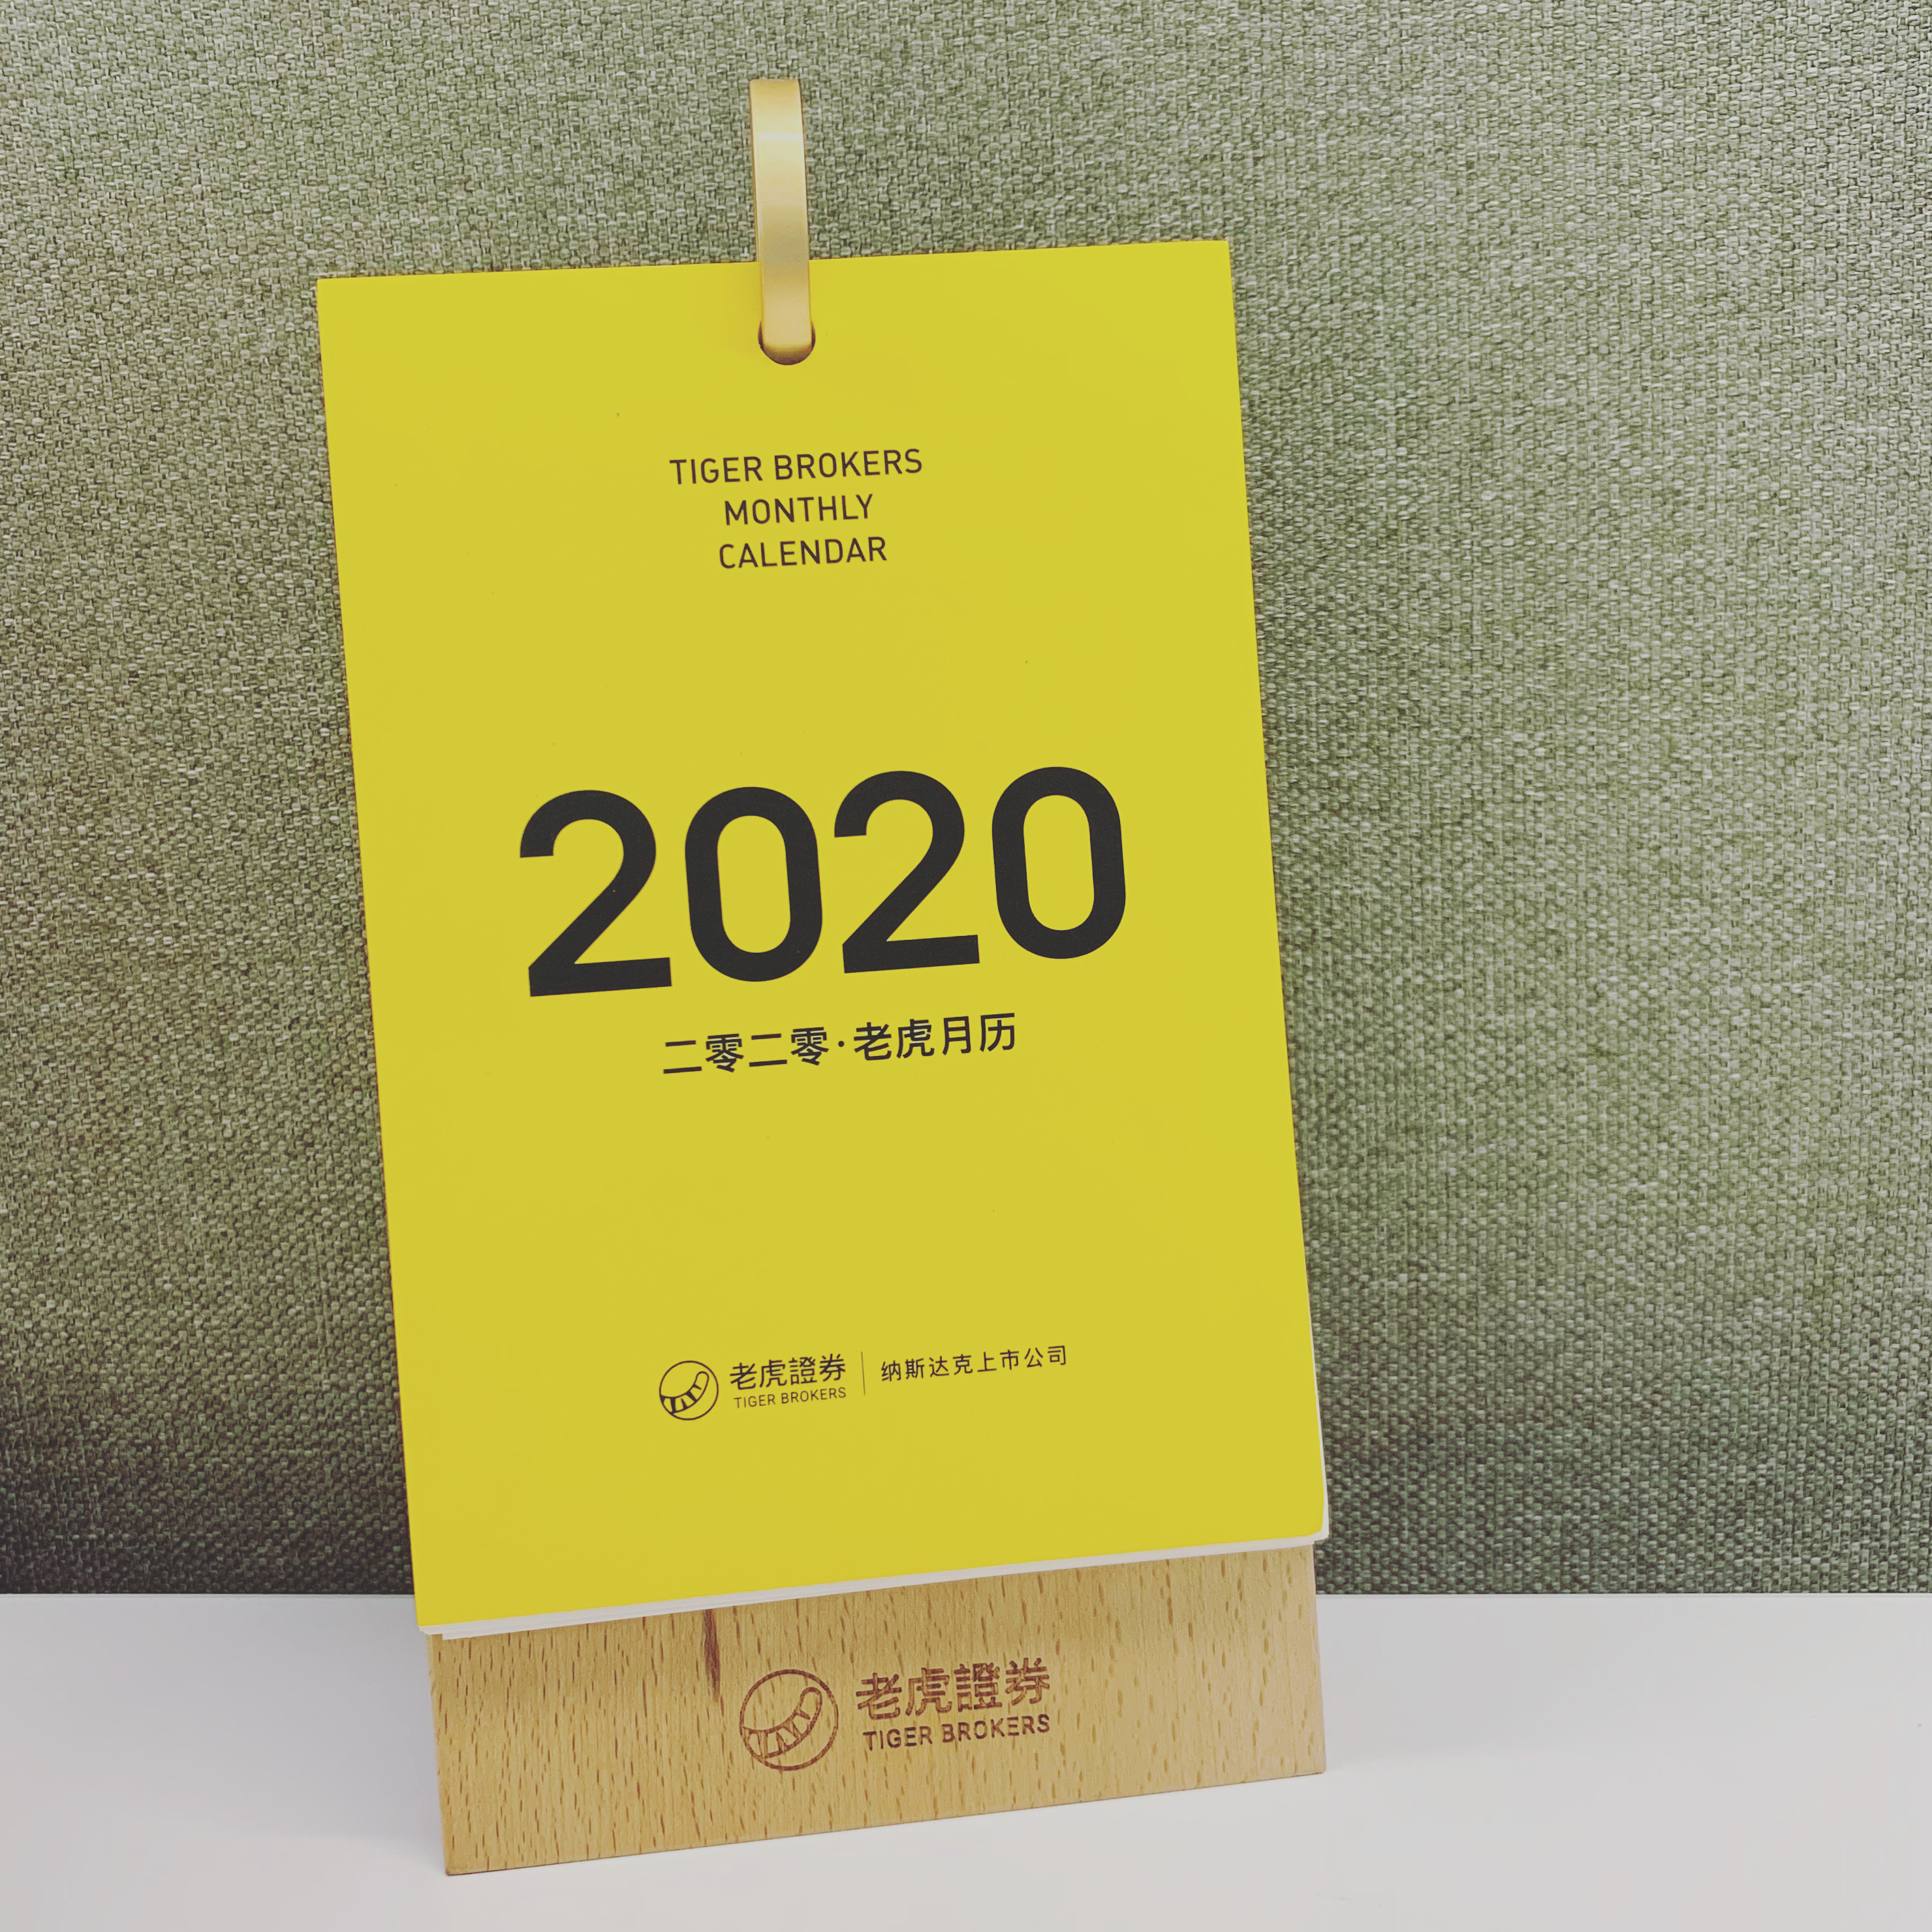 TIGER BROKERS
MONTHLY
CALENDAR
2020
二零二零·老虎月历
老虎證券 纳斯达克上市公司
TIGER BROKERS
老虎證券
TIGER BROKERS